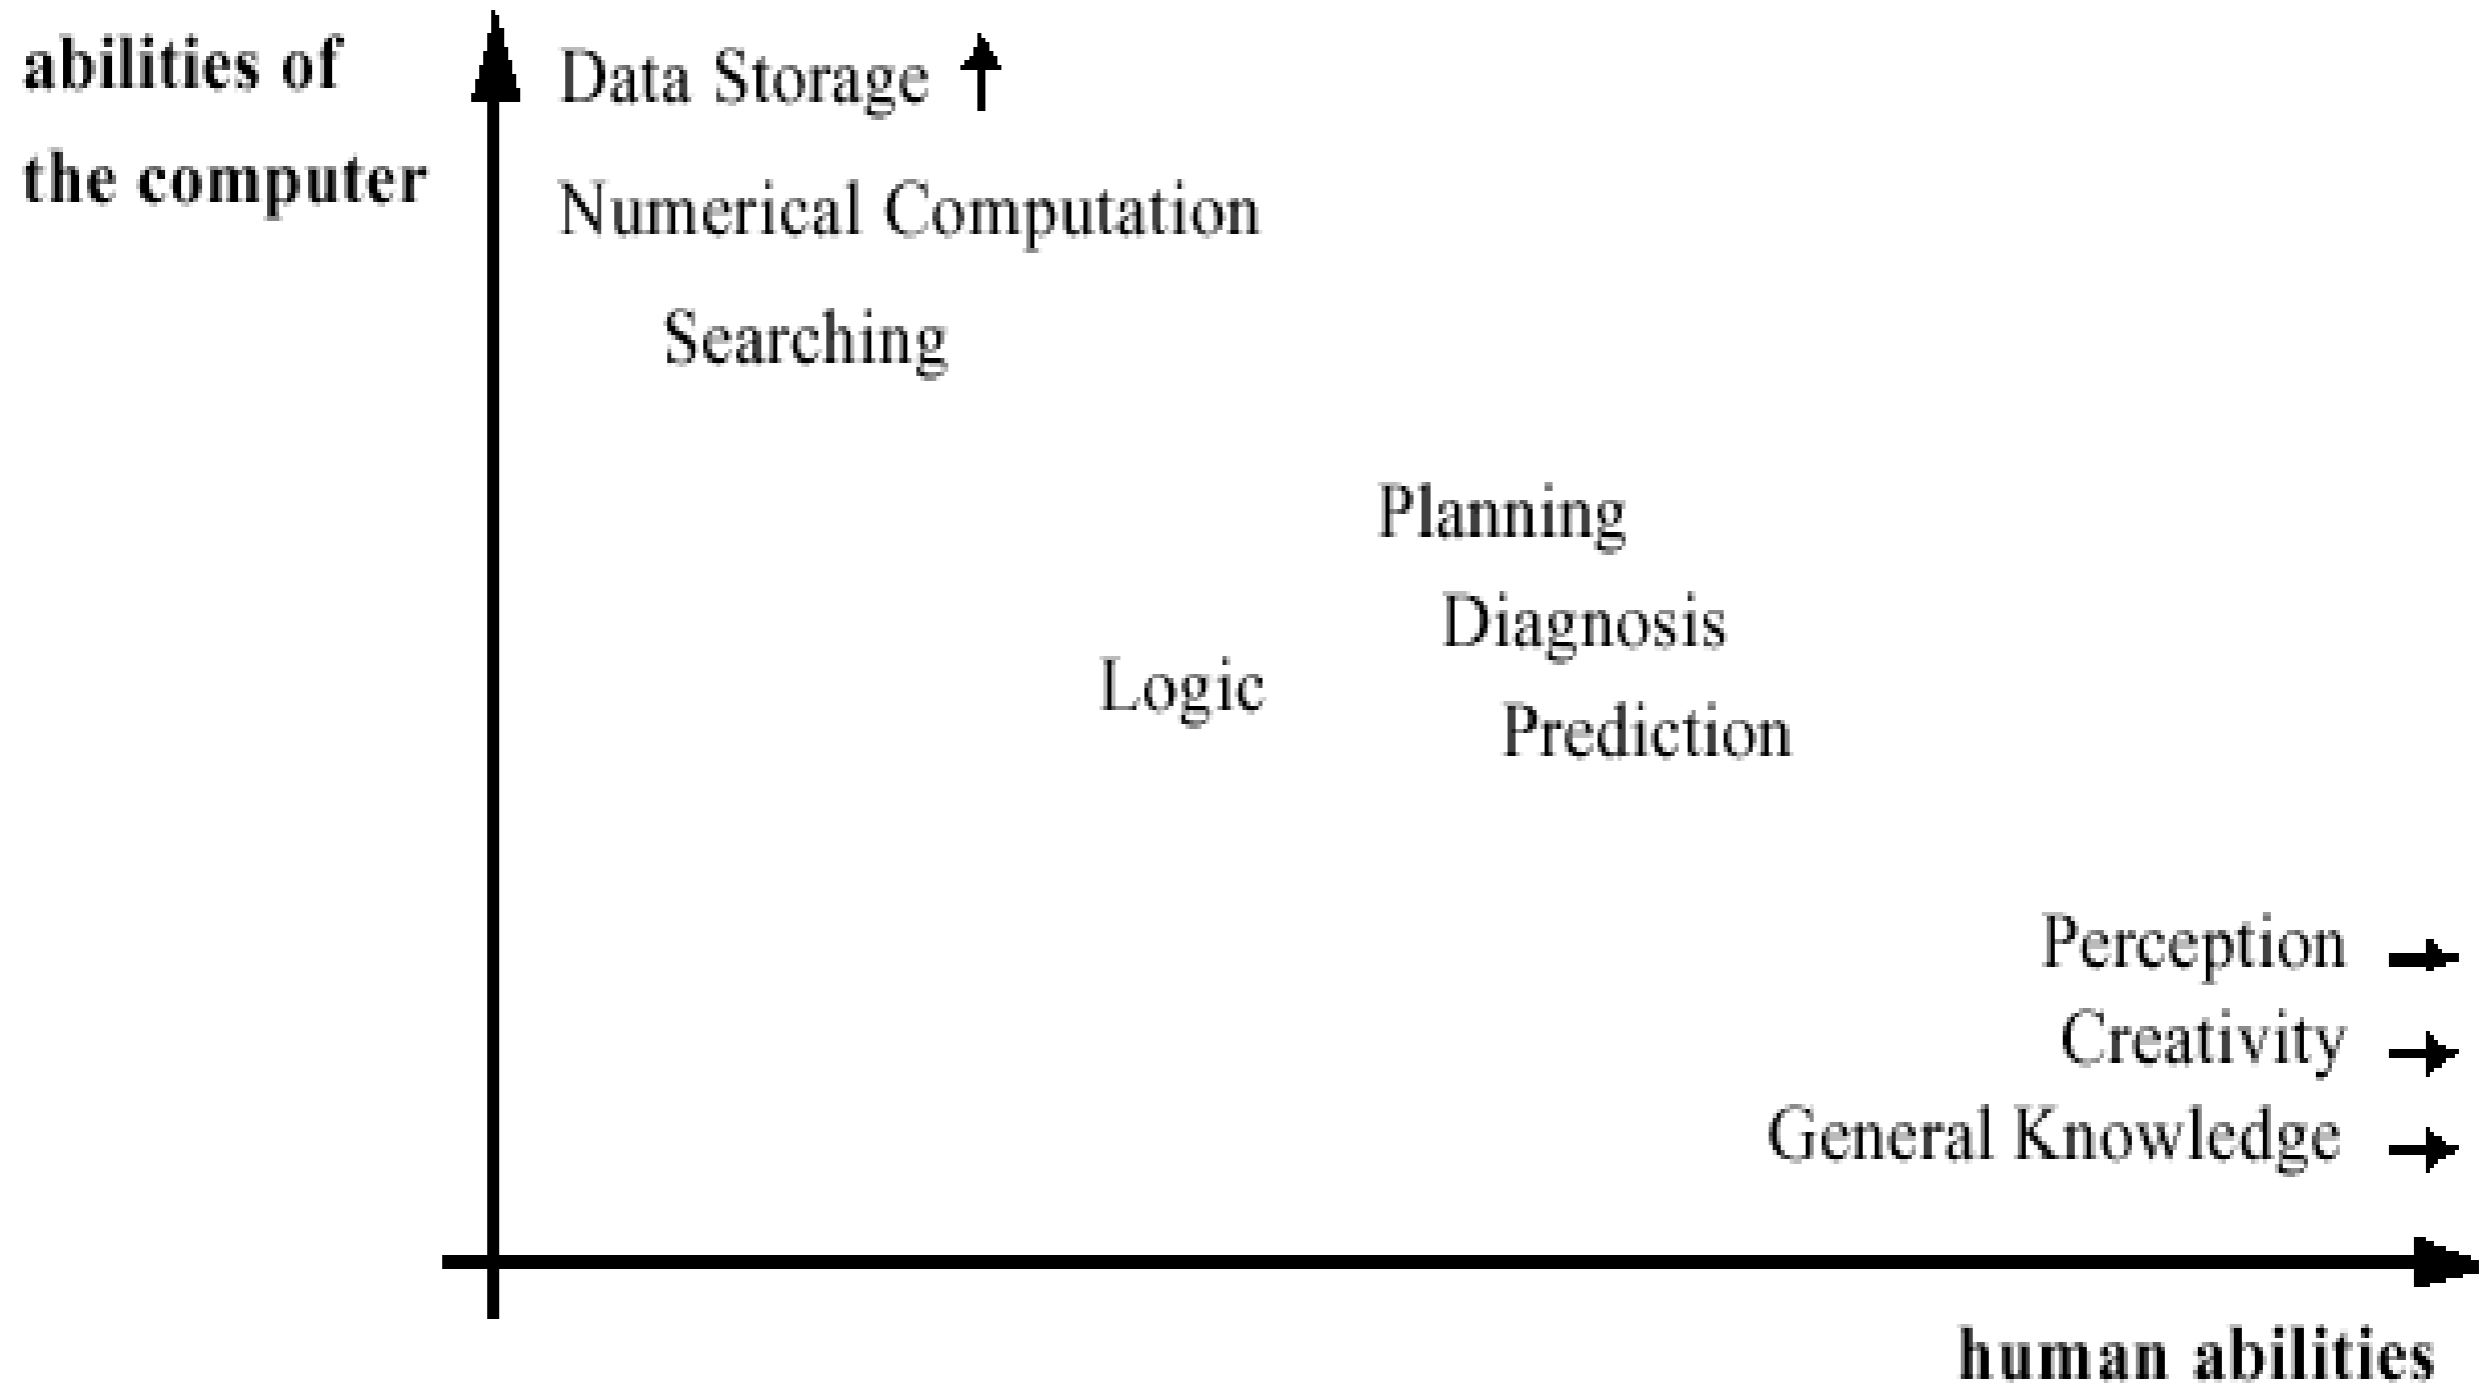 abilities of
the computer
Data Storage
Numerical Computation
Searching
Planning
Diagnosis
Logic
Prediction
Perception
Creativity
General Knowledge
human abilities